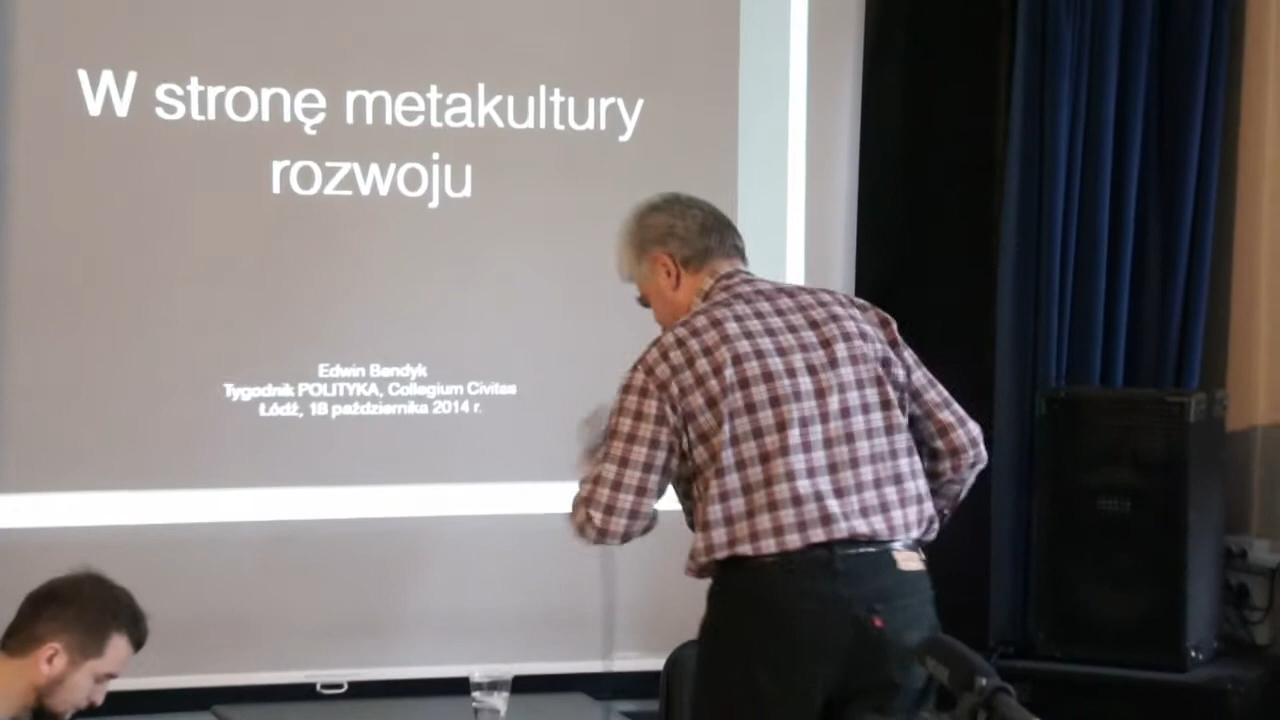 W stronę metakultury
rozwoju
Edwin Bendyk
Tygodnik POLITYKA, Collegium Civitas
Łódź, 18 października 2014 r.